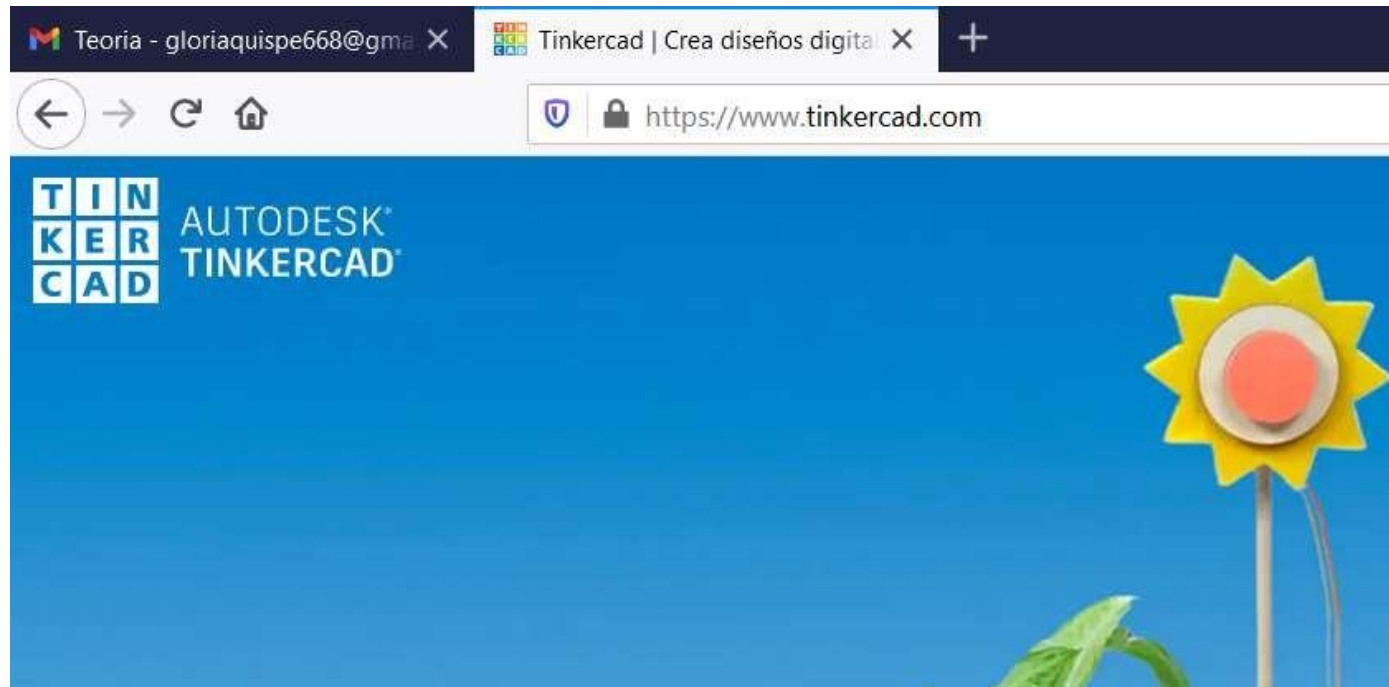 Teoria - gloriaquispe668@gma
Tinkercad | Crea diseños digital
https://www.tinkercad.com
TIN
KER
CAD
AUTODESK®
TINKERCAD®